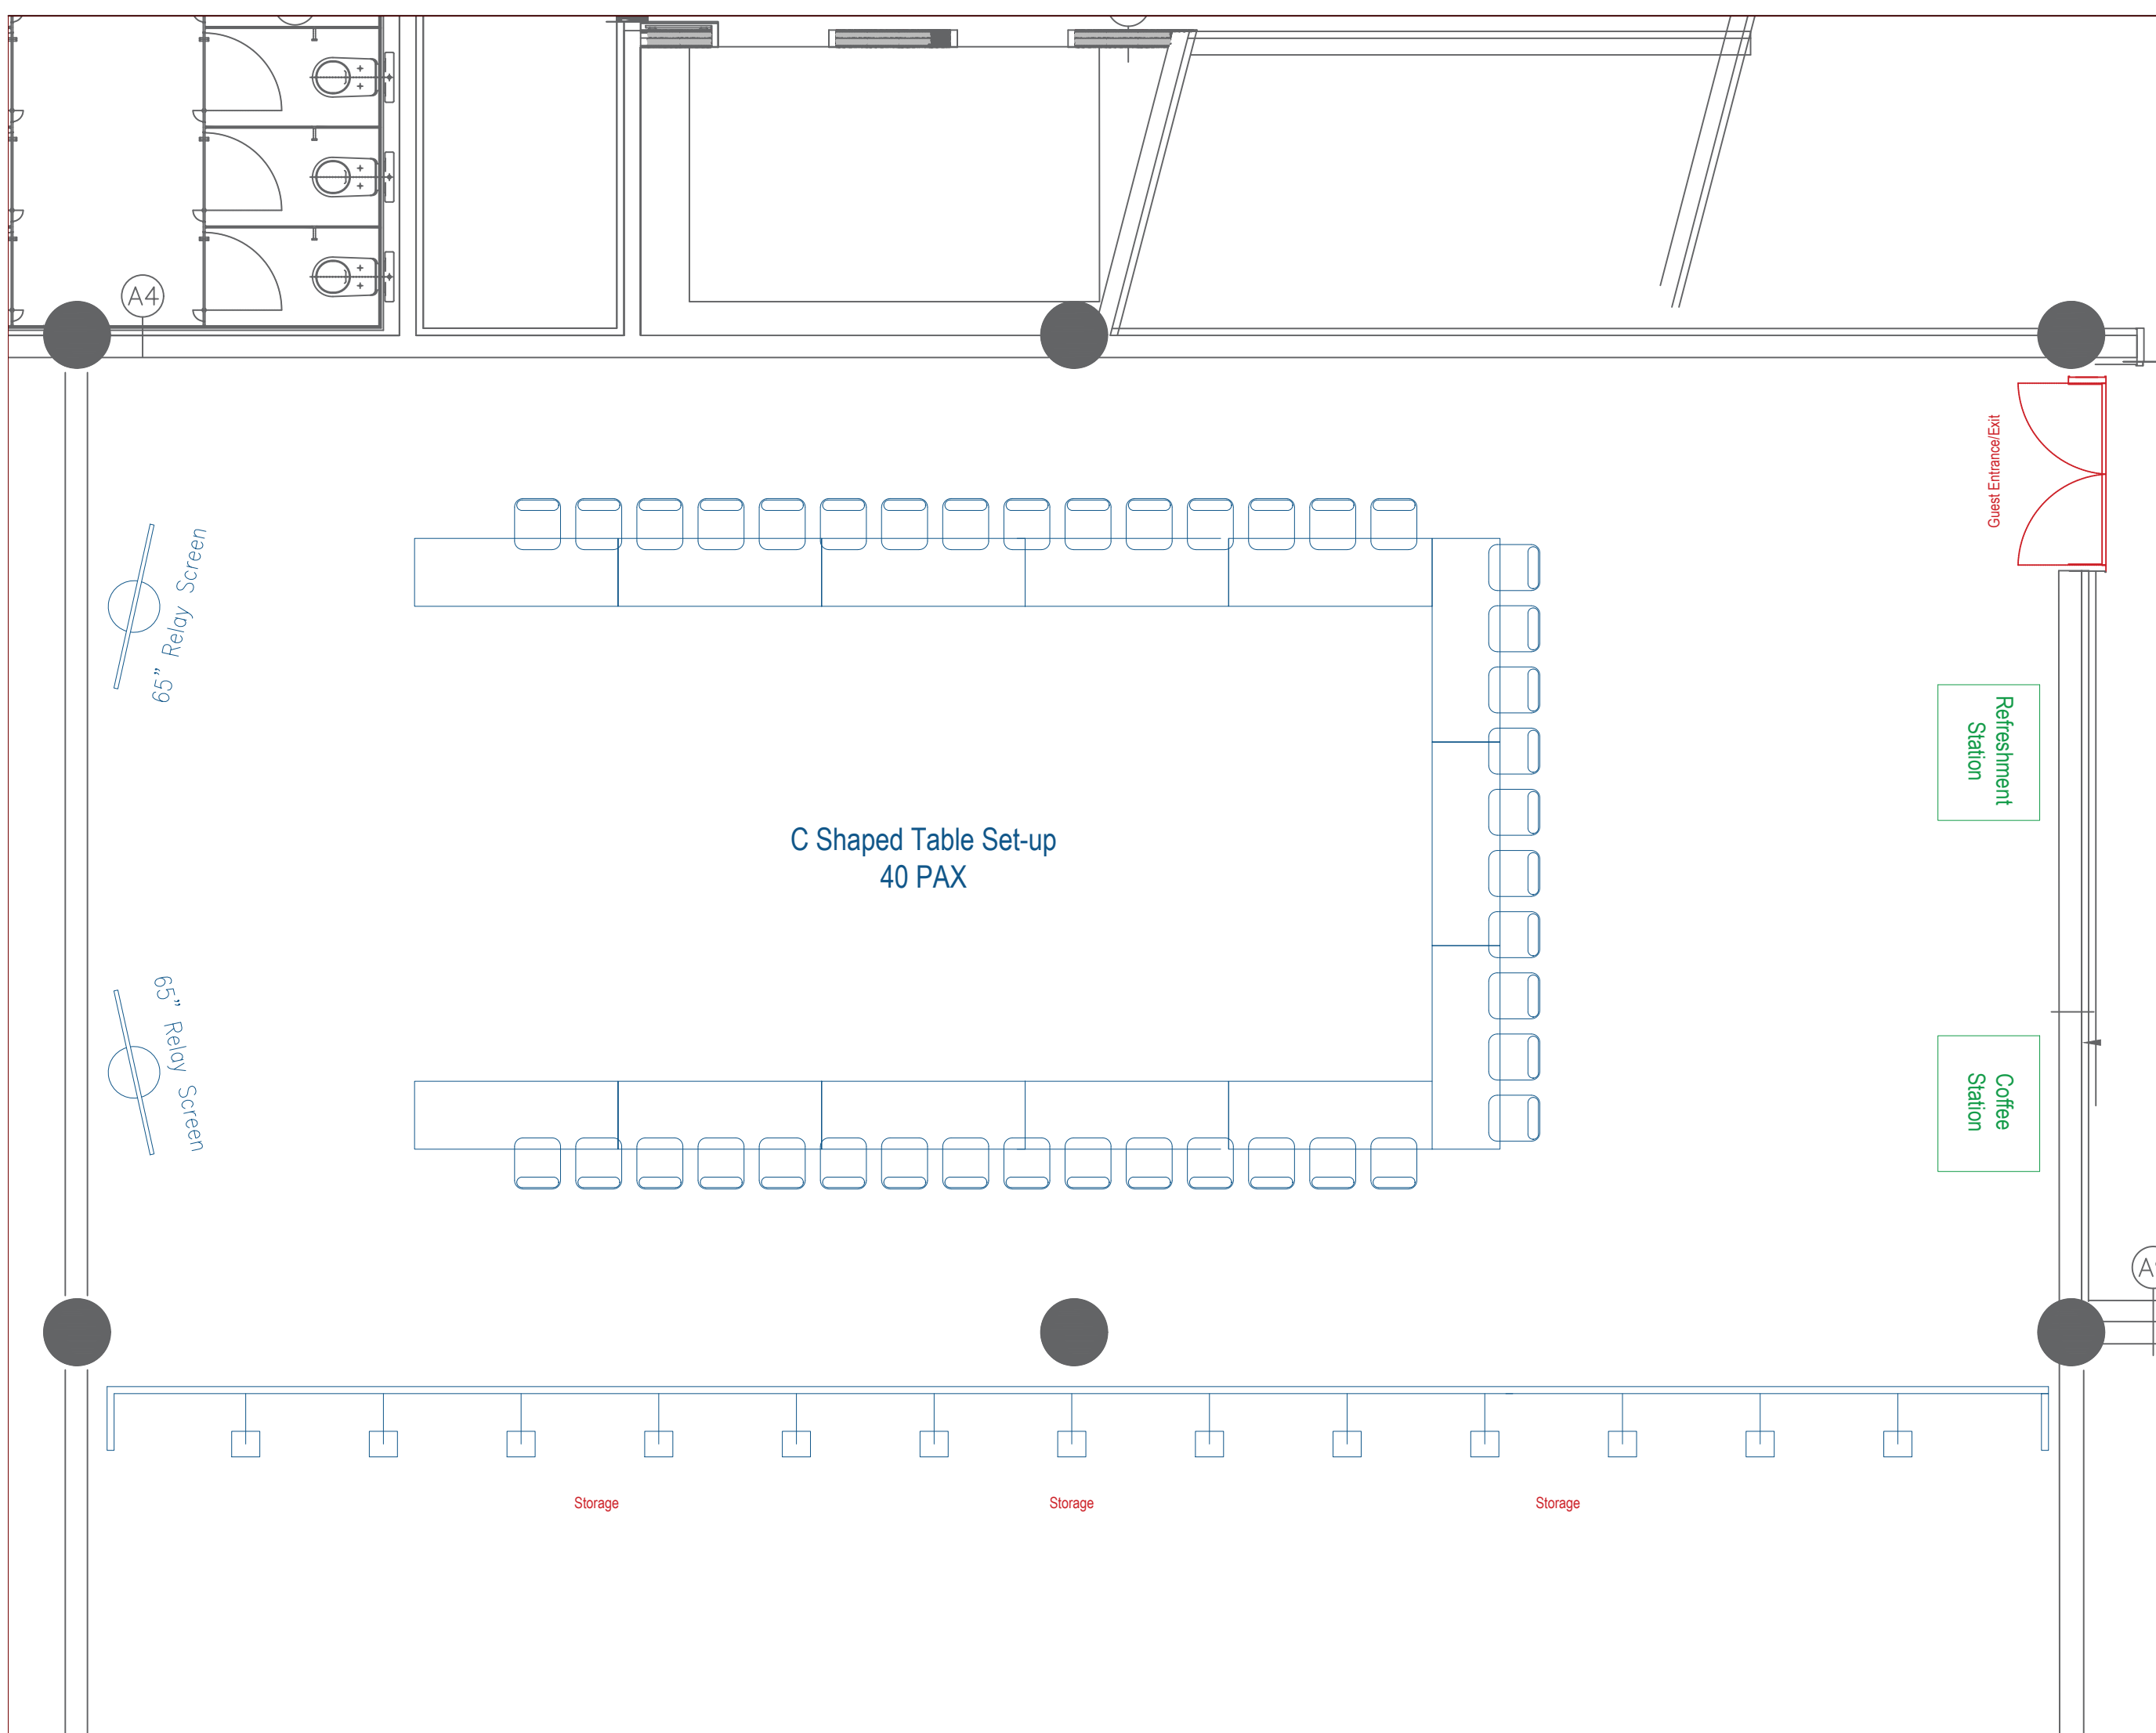 A4
Guest Entrance/Exit
65" Relay Screen
Refreshment
Station
C Shaped Table Set-up
40 PAX
65" Relay Screen
Coffee
Station
Storage
Storage
Storage